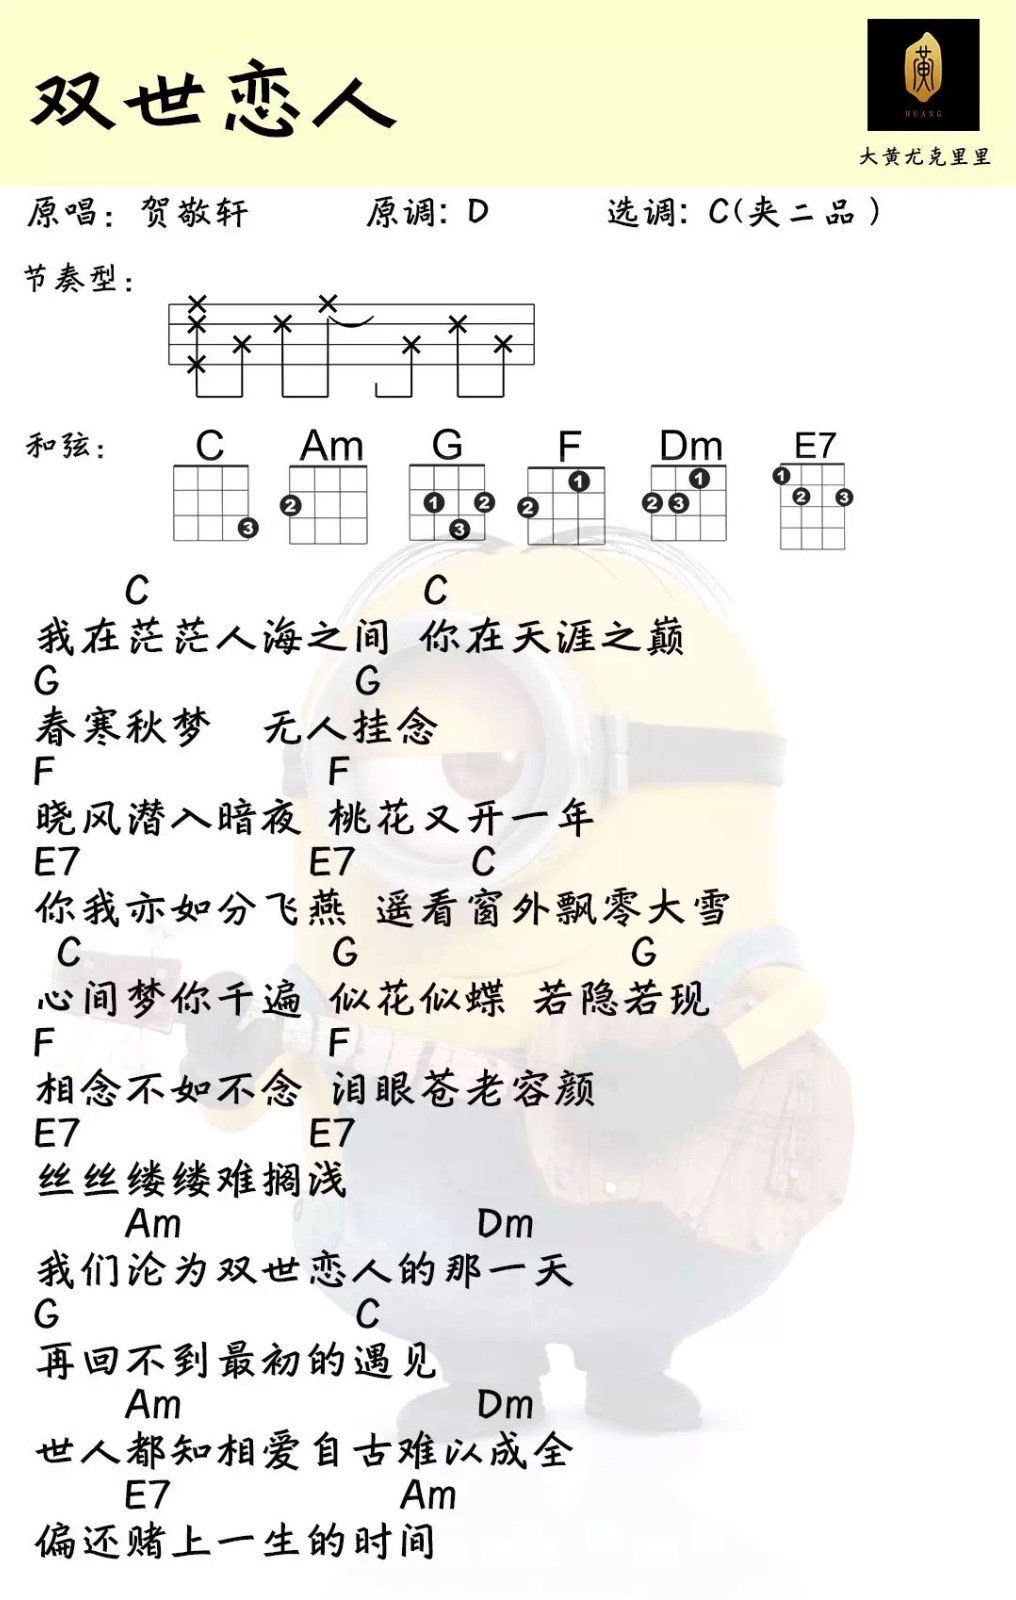 双世恋人
黄
HUANG
大黄尤克里里
原唱：贺敬轩 原调：D 选调：C(夹二品)
节奏型：
和弦： C Am G F Dm E7
3 2 1 2 3 1 2 1 2 3 1 2 3
C C
我在茫茫人海之间 你在天涯之巅
G G
春寒秋梦 无人挂念
F F
晓风潜入暗夜 桃花又开一年
E7 E7 C
你我亦如分飞燕 遥看窗外飘零大雪
C G G
心间梦你千遍 似花似蝶 若隐若现
F F
相念不如不念 泪眼苍老容颜
E7 E7
丝丝缕缕难搁浅
Am Dm
我们沦为双世恋人的那一天
G C
再回不到最初的遇见
Am Dm
世人都知相爱自古难以成全
E7 Am
偏还赌上一生的时间